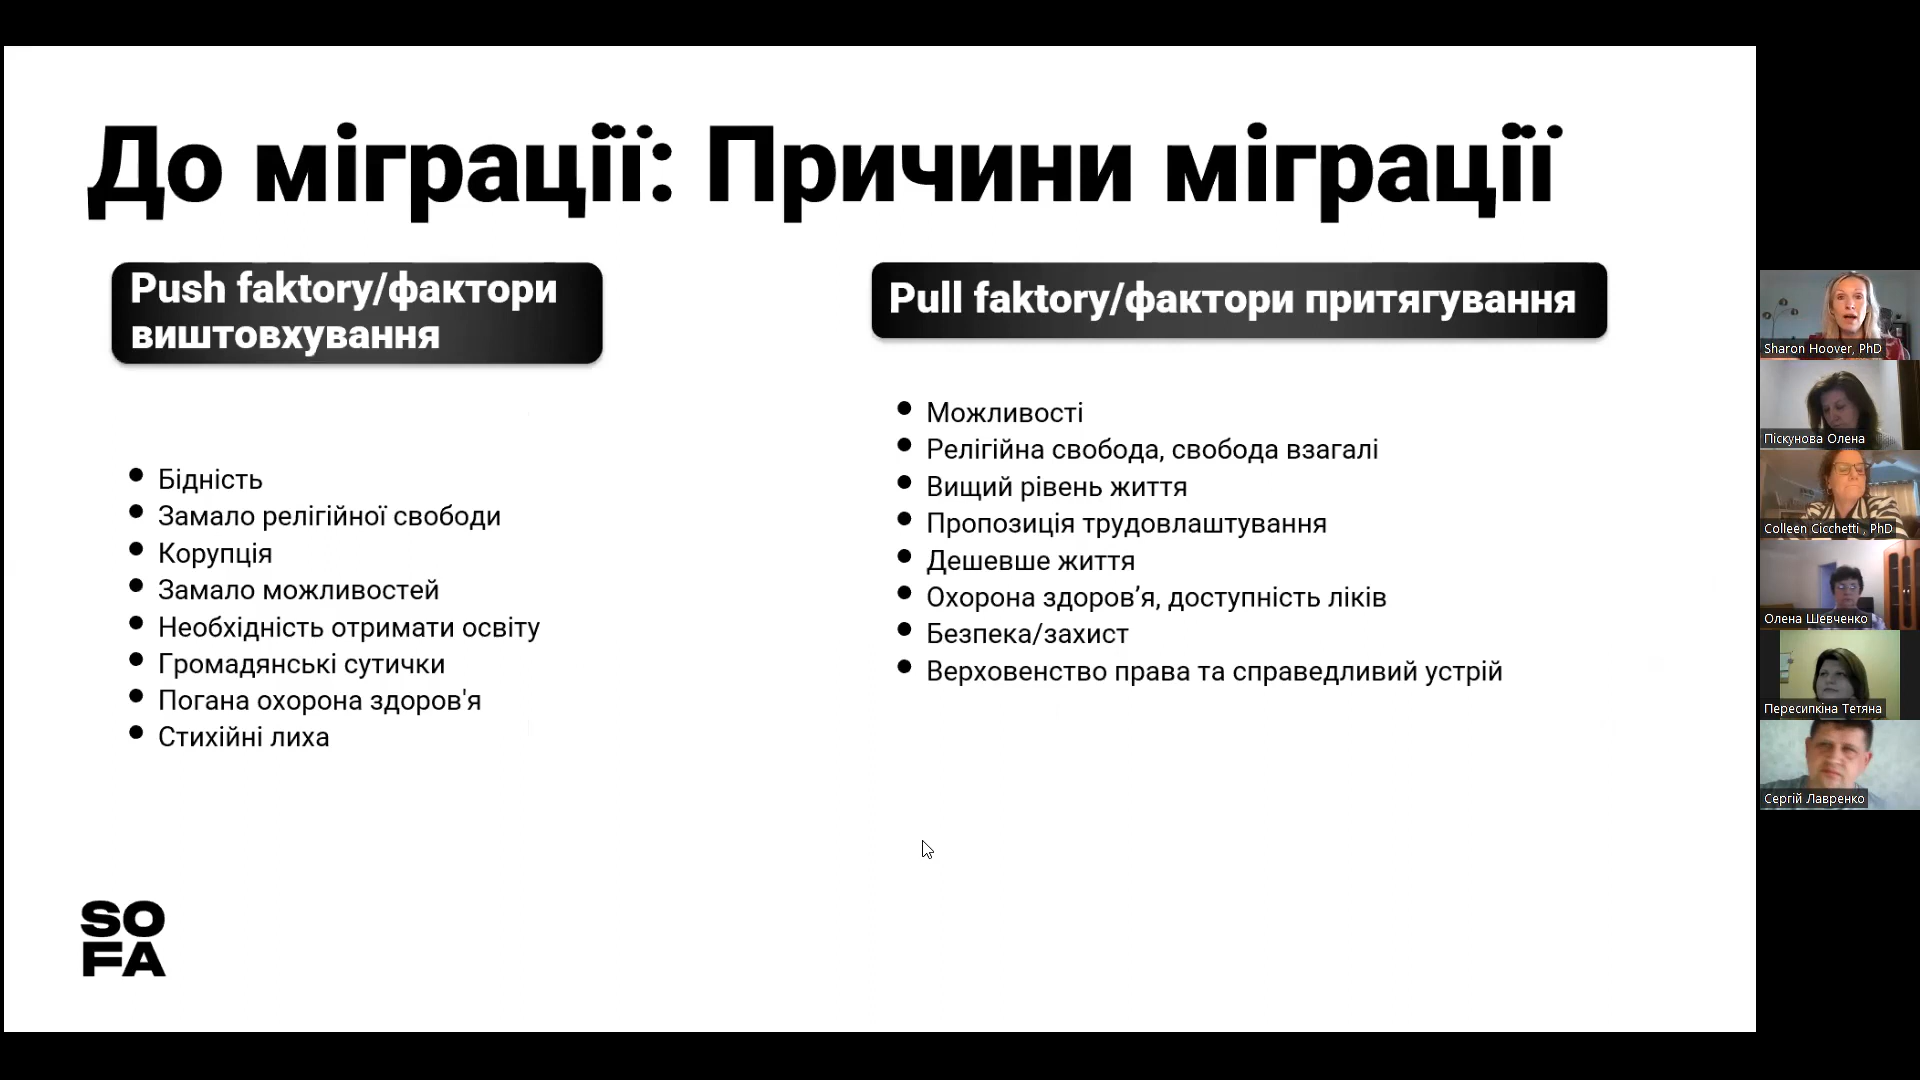 До міграції: Причини міграції
Push faktory/фактори
виштовхування
Бідність
Замало релігійної свободи
Корупція
Замало можливостей
Необхідність отримати освіту
Громадянські сутички
Погана охорона здоров'я
Стихійні лиха
Pull faktory/фактори притягування
Можливості
Релігійна свобода, свобода взагалі
Вищий рівень життя
Пропозиція трудовлаштування
Дешевше життя
Охорона здоров’я, доступність ліків
Безпека/захист
Верховенство права та справедливий устрій
SO
FA
Sharon Hoover, PhD
Піскунова Олена
Colleen Cicchetti , PhD
Олена Шевченко
Пересипкіна Тетяна
Сергій Лавренко